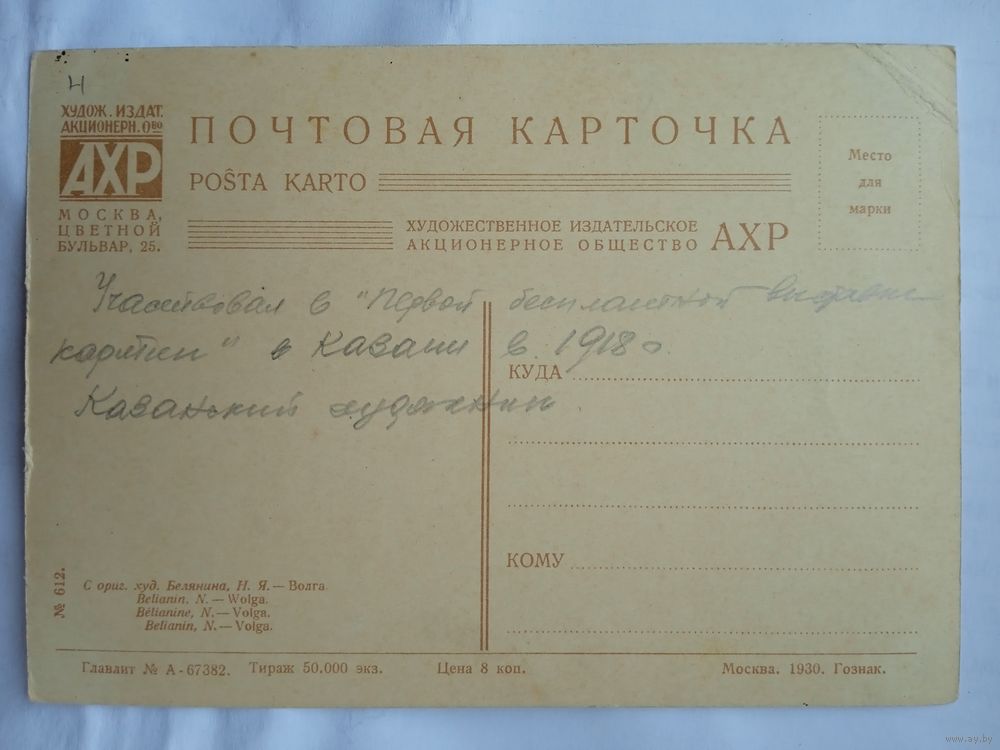 Ч
ХУДОЖ. ИЗДАТ.
АКЦИОНЕРН. О-ВО
АХР
МОСКВА,
ЦВЕТНОЙ
БУЛЬВАР, 25.
ПОЧТОВАЯ КАРТОЧКА
POŜTA KARTO
ХУДОЖЕСТВЕННОЕ ИЗДАТЕЛЬСКОЕ
АКЦИОНЕРНОЕ ОБЩЕСТВО АХР
Место
для
марки
Участвовал в "Первой бесплатной выставке
картин" в Казани в 1918 г.
Казанский художник.
КУДА
КОМУ
№ 612.
С ориг. худ. Белянина, Н. Я. — Волга.
Belianin, N. — Wolga.
Bélianine, N. — Volga.
Belianin, N. — Volga.
Главлит № А-67382. Тираж 50.000 экз. Цена 8 коп. Москва. 1930. Гознак.
www.ay.by